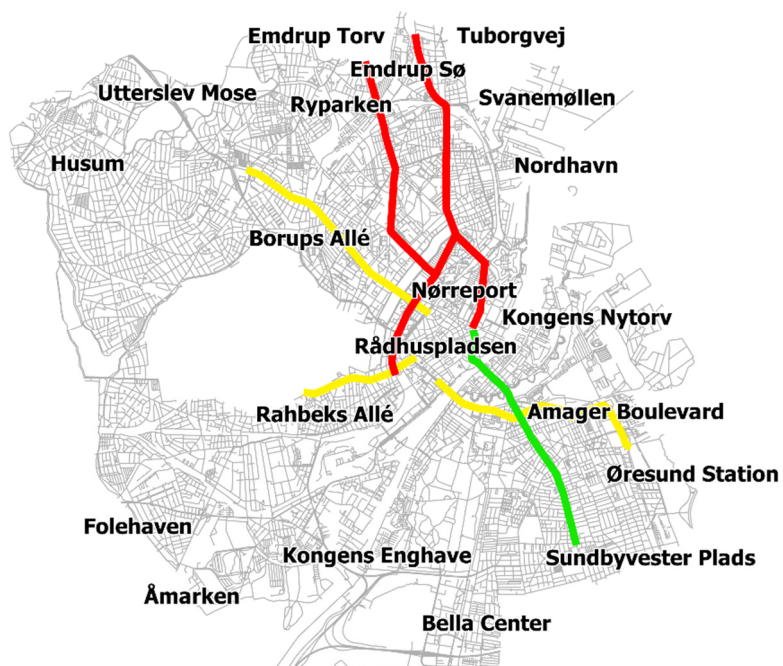 Emdrup Torv
Tuborgvej
Emdrup Sø
Utterslev Mose
Ryparken
Svanemøllen
Husum
Nordhavn
Borups Allé
Nørreport
Kongens Nytorv
Rådhuspladsen
Rahbeks Allé
Amager Boulevard
Øresund Station
Folehaven
Kongens Enghave
Sundbyvester Plads
Åmarken
Bella Center